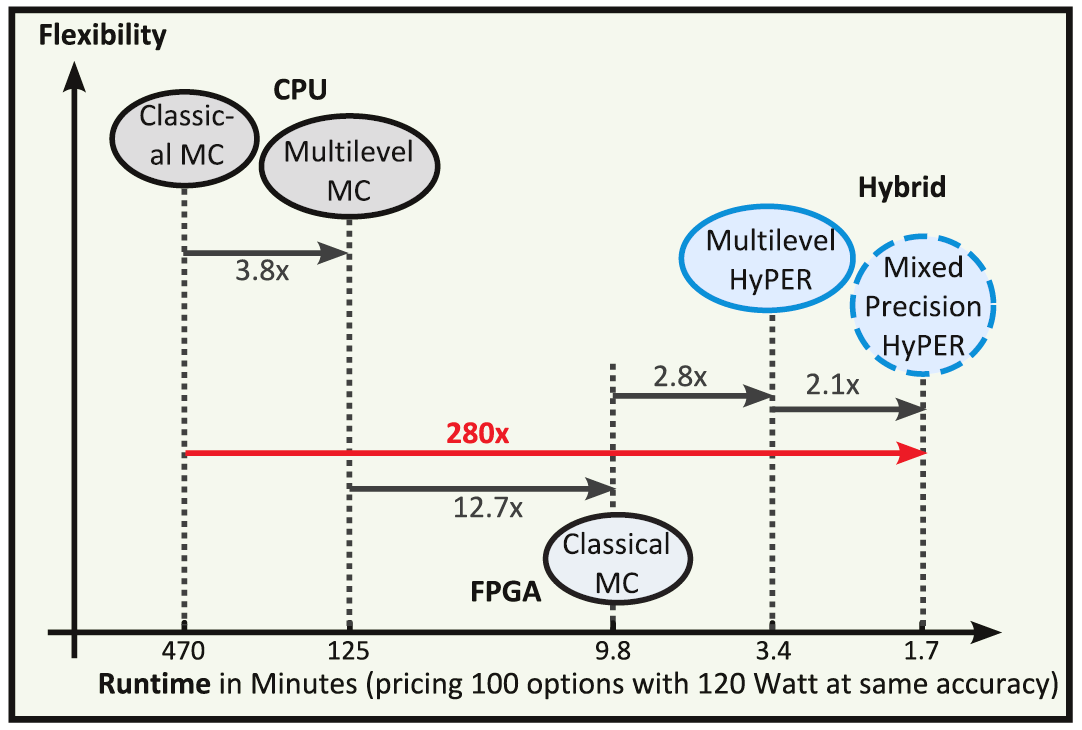 Flexibility
CPU
Classic-
al MC
Multilevel
MC
Hybrid
Multilevel
HyPER
Mixed
Precision
HyPER
3.8x
2.8x
2.1x
280x
12.7x
Classical
MC
FPGA
470
125
9.8
3.4
1.7
Runtime in Minutes (pricing 100 options with 120 Watt at same accuracy)